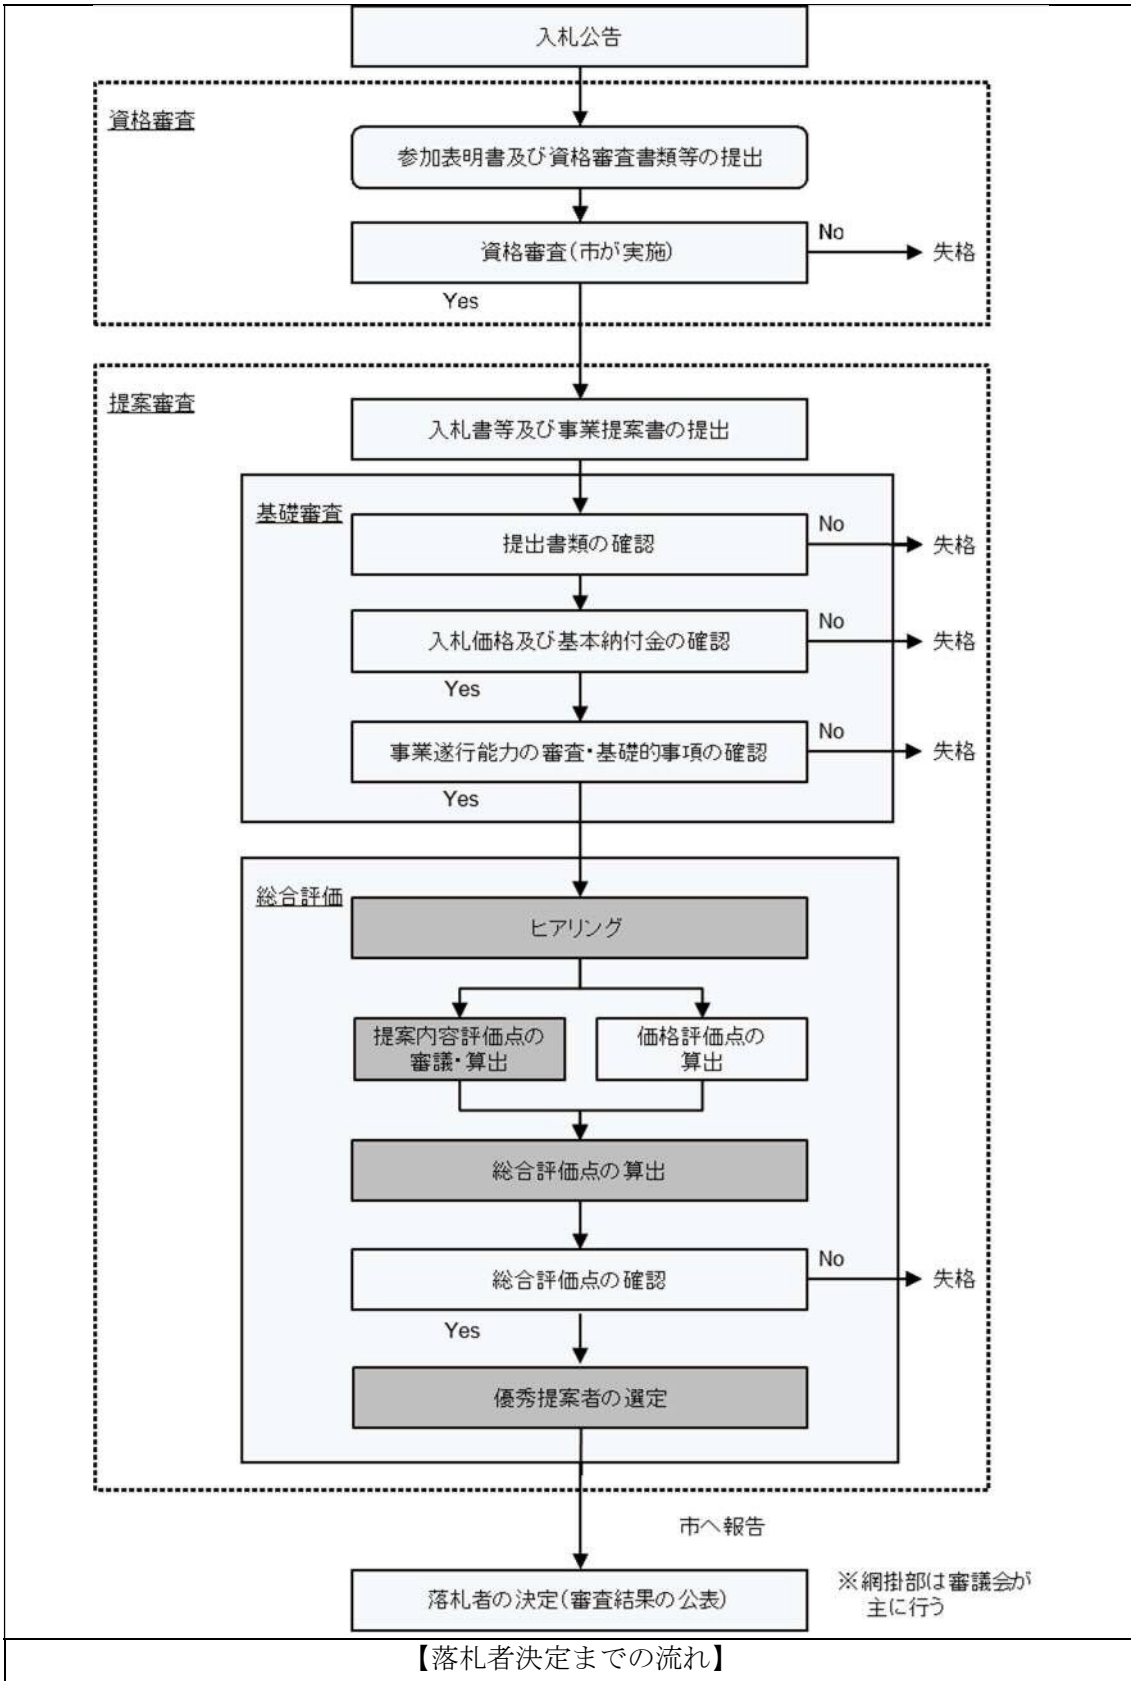 入札公告
資格審査
参加表明書及び資格審査書類等の提出
資格審査(市が実施)
No
失格
Yes
提案審査
入札書等及び事業提案書の提出
基礎審査
提出書類の確認
No
失格
入札価格及び基本納付金の確認
No
失格
Yes
事業遂行能力の審査・基礎的事項の確認
No
失格
Yes
総合評価
ヒアリング
提案内容評価点の
審議・算出
価格評価点の
算出
総合評価点の算出
総合評価点の確認
No
失格
Yes
優秀提案者の選定
市へ報告
落札者の決定(審査結果の公表)
※網掛部は審議会が
主に行う
【落札者決定までの流れ】